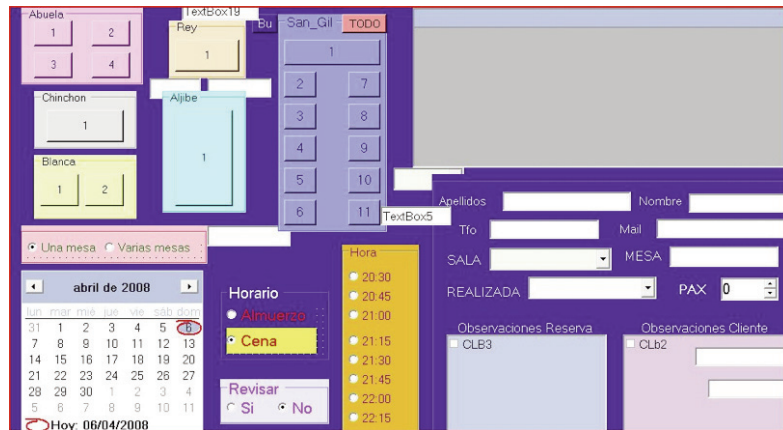 Abuela
1 2
3 4
TextBox19
Rey
1
Bu
San_Gil
TODO
1
2 7
3 8
4 9
5 10
6 11
TextBox5
Chinchon
1
Aljibe
1
Blanca
1 2
Una mesa Varias mesas
abril de 2008
lun mar mié jue vie sáb dom
31 1 2 3 4 5 6
7 8 9 10 11 12 13
14 15 16 17 18 19 20
21 22 23 24 25 26 27
28 29 30 1 2 3 4
5 6 7 8 9 10 11
Hoy: 06/04/2008
Horario
Almuerzo
Cena
Revisar
Si No
Hora
20:30
20:45
21:00
21:15
21:30
21:45
22:00
22:15
Apellidos Nombre
Tfo Mail
SALA MESA
REALIZADA PAX 0
Observaciones Reserva
CLB3
Observaciones Cliente
CLb2